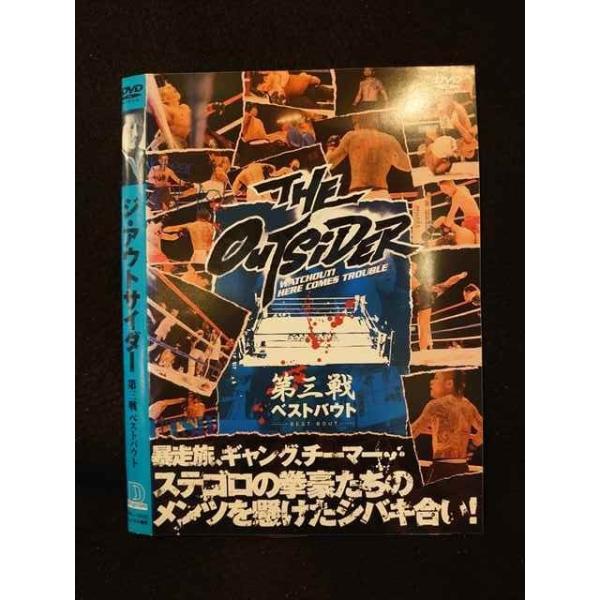 DVD
ジ・アウトサイダー 第三戦 ベストバウト
DVD
THE
OUTSIDER
WATCHOUT!
HERE COMES TROUBLE
第三戦
ベストバウト
BEST BOUT
暴走族、ギャング、チーマー…
ステゴロの拳豪たちの
メンツを懸けたシバキ合い!